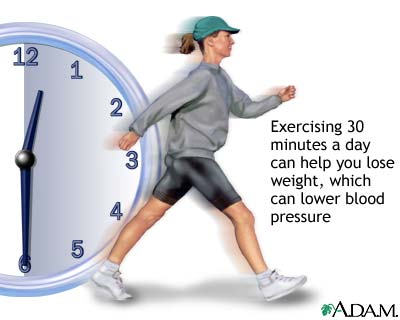 12
1
2
3
4
5
6
Exercising 30
minutes a day
can help you lose
weight, which
can lower blood
pressure
A.D.A.M.